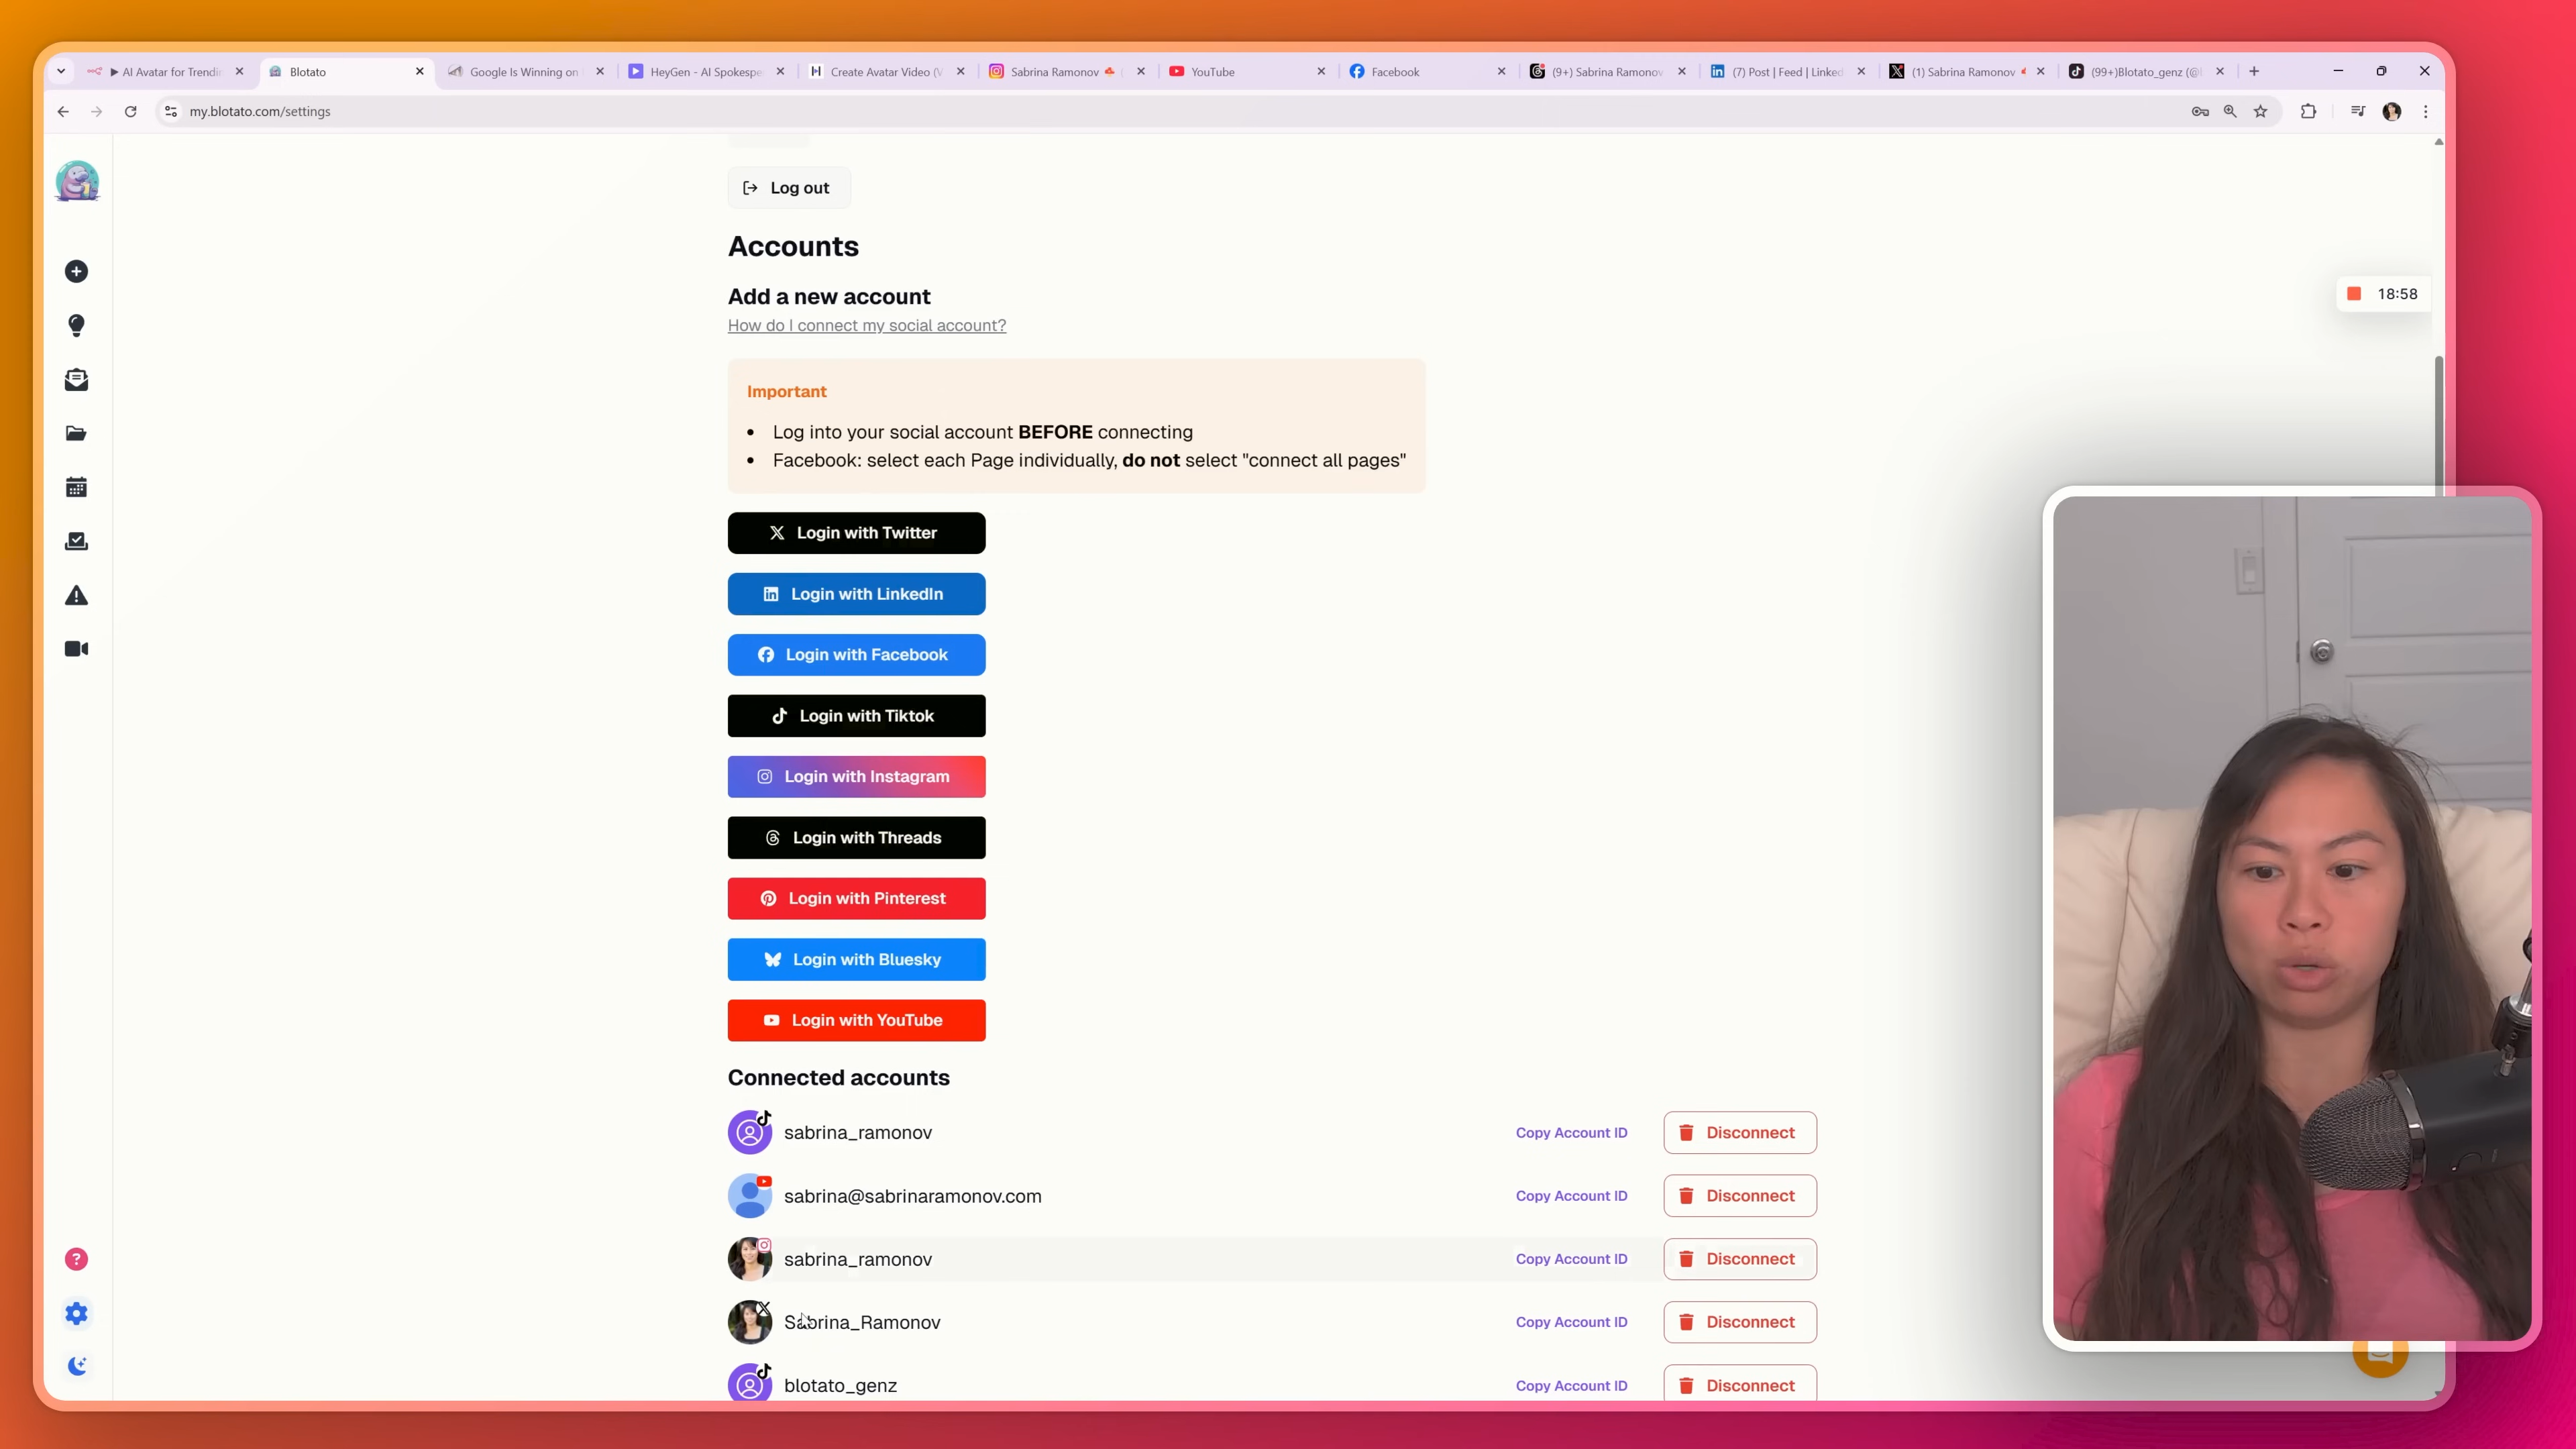 AI Avatar for Trendin
Blotato
Google Is Winning on
HeyGen - AI Spokespe
Create Avatar Video (V
Sabrina Ramonov
YouTube
Facebook
(9+) Sabrina Ramonov
(7) Post | Feed | Linked
(1) Sabrina Ramonov
(99+)Blotato_genz (@
my.blotato.com/settings
Log out
Accounts
Add a new account
How do I connect my social account?
18:58
Important
• Log into your social account BEFORE connecting
• Facebook: select each Page individually, do not select "connect all pages"
Login with Twitter
Login with LinkedIn
Login with Facebook
Login with Tiktok
Login with Instagram
Login with Threads
Login with Pinterest
Login with Bluesky
Login with YouTube
Connected accounts
sabrina_ramonov Copy Account ID Disconnect
sabrina@sabrinaramonov.com Copy Account ID Disconnect
sabrina_ramonov Copy Account ID Disconnect
Sabrina_Ramonov Copy Account ID Disconnect
blotato_genz Copy Account ID Disconnect